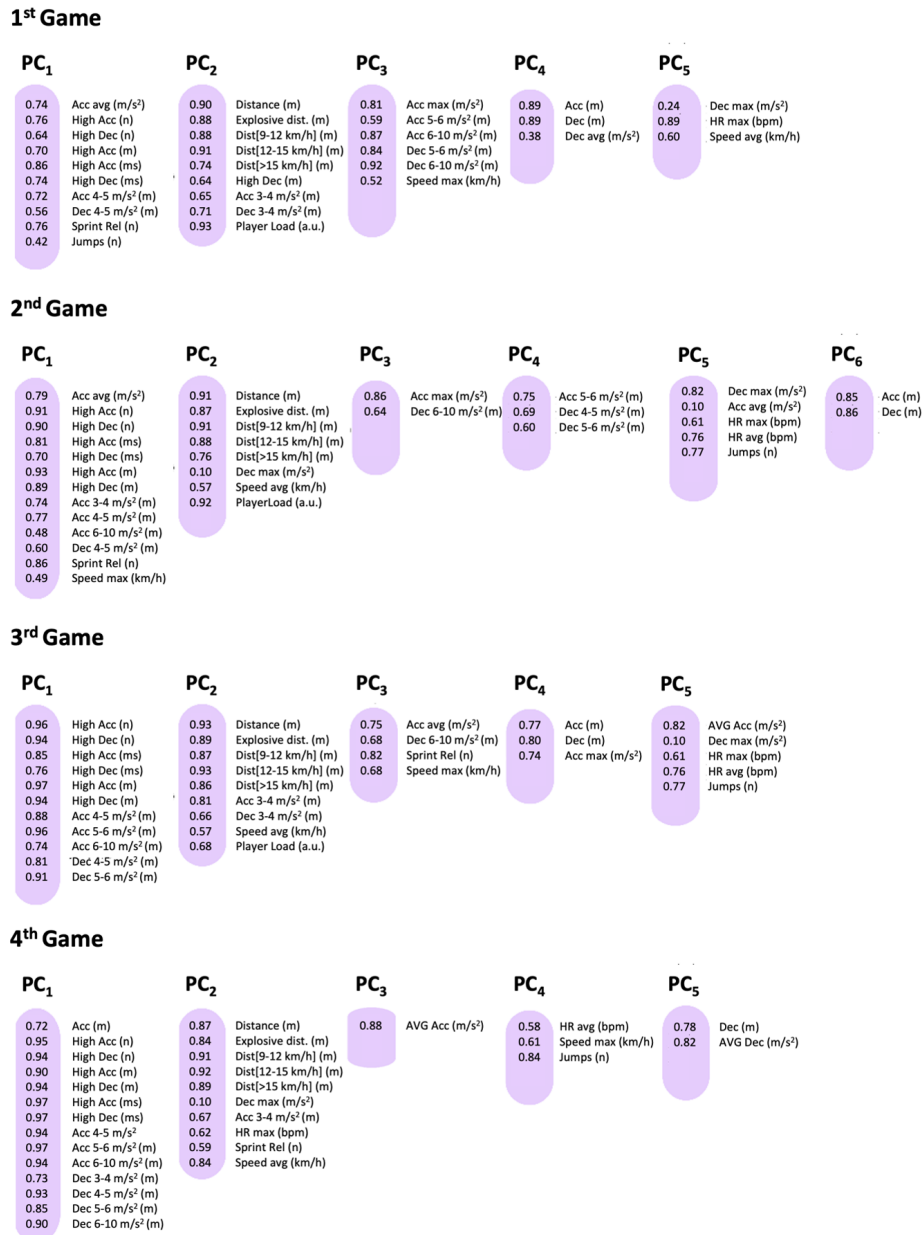 1st Game
PC1 PC2 PC3 PC4 PC5
0.74 Acc avg (m/s²) 0.90 Distance (m) 0.81 Acc max (m/s²) 0.89 Acc (m) 0.24 Dec max (m/s²)
0.76 High Acc (n) 0.88 Explosive dist. (m) 0.59 Acc 5-6 m/s² (m) 0.89 Dec (m) 0.89 HR max (bpm)
0.64 High Dec (n) 0.88 Dist[9-12 km/h] (m) 0.87 Acc 6-10 m/s² (m) 0.38 Dec avg (m/s²) 0.60 Speed avg (km/h)
0.70 High Acc (m) 0.91 Dist[12-15 km/h] (m) 0.84 Dec 5-6 m/s² (m)
0.86 High Acc (ms) 0.74 Dist[>15 km/h] (m) 0.92 Dec 6-10 m/s² (m)
0.74 High Dec (ms) 0.64 High Dec (m) 0.52 Speed max (km/h)
0.72 Acc 4-5 m/s² (m) 0.65 Acc 3-4 m/s² (m)
0.56 Dec 4-5 m/s² (m) 0.71 Dec 3-4 m/s² (m)
0.76 Sprint Rel (n) 0.93 Player Load (a.u.)
0.42 Jumps (n)
2nd Game
PC1 PC2 PC3 PC4 PC5 PC6
0.79 Acc avg (m/s²) 0.91 Distance (m) 0.86 Acc max (m/s²) 0.75 Acc 5-6 m/s² (m) 0.82 Dec max (m/s²) 0.85 Acc (m)
0.91 High Acc (n) 0.87 Explosive dist. (m) 0.64 Dec 6-10 m/s² (m) 0.69 Dec 4-5 m/s² (m) 0.10 Acc avg (m/s²) 0.86 Dec (m)
0.90 High Dec (n) 0.91 Dist[9-12 km/h] (m) 0.60 Dec 5-6 m/s² (m) 0.61 HR max (bpm)
0.81 High Acc (ms) 0.88 Dist[12-15 km/h] (m) 0.76 HR avg (bpm)
0.70 High Dec (ms) 0.76 Dist[>15 km/h] (m) 0.77 Jumps (n)
0.93 High Acc (m) 0.10 Dec max (m/s²)
0.89 High Dec (m) 0.57 Speed avg (km/h)
0.74 Acc 3-4 m/s² (m) 0.92 PlayerLoad (a.u.)
0.77 Acc 4-5 m/s² (m)
0.48 Acc 6-10 m/s² (m)
0.60 Dec 4-5 m/s² (m)
0.86 Sprint Rel (n)
0.49 Speed max (km/h)
3rd Game
PC1 PC2 PC3 PC4 PC5
0.96 High Acc (n) 0.93 Distance (m) 0.75 Acc avg (m/s²) 0.77 Acc (m) 0.82 AVG Acc (m/s²)
0.94 High Dec (n) 0.89 Explosive dist. (m) 0.68 Dec 6-10 m/s² (m) 0.80 Dec (m) 0.10 Dec max (m/s²)
0.85 High Acc (ms) 0.87 Dist[9-12 km/h] (m) 0.82 Sprint Rel (n) 0.74 Acc max (m/s²) 0.61 HR max (bpm)
0.76 High Dec (ms) 0.93 Dist[12-15 km/h] (m) 0.68 Speed max (km/h) 0.76 HR avg (bpm)
0.97 High Acc (m) 0.86 Dist[>15 km/h] (m) 0.77 Jumps (n)
0.94 High Dec (m) 0.81 Acc 3-4 m/s² (m)
0.88 Acc 4-5 m/s² (m) 0.66 Dec 3-4 m/s² (m)
0.96 Acc 5-6 m/s² (m) 0.57 Speed avg (km/h)
0.74 Acc 6-10 m/s² (m) 0.68 Player Load (a.u.)
0.81 Dec 4-5 m/s² (m)
0.91 Dec 5-6 m/s² (m)
4th Game
PC1 PC2 PC3 PC4 PC5
0.72 Acc (m) 0.87 Distance (m) 0.88 AVG Acc (m/s²) 0.58 HR avg (bpm) 0.78 Dec (m)
0.95 High Acc (n) 0.84 Explosive dist. (m) 0.61 Speed max (km/h) 0.82 AVG Dec (m/s²)
0.94 High Dec (n) 0.91 Dist[9-12 km/h] (m) 0.84 Jumps (n)
0.90 High Acc (m) 0.92 Dist[12-15 km/h] (m)
0.94 High Dec (m) 0.89 Dist[>15 km/h] (m)
0.97 High Acc (ms) 0.10 Dec max (m/s²)
0.97 High Dec (ms) 0.67 Acc 3-4 m/s² (m)
0.94 Acc 4-5 m/s² 0.62 HR max (bpm)
0.97 Acc 5-6 m/s² (m) 0.59 Sprint Rel (n)
0.94 Acc 6-10 m/s² (m) 0.84 Speed avg (km/h)
0.73 Dec 3-4 m/s² (m)
0.93 Dec 4-5 m/s² (m)
0.85 Dec 5-6 m/s² (m)
0.90 Dec 6-10 m/s² (m)